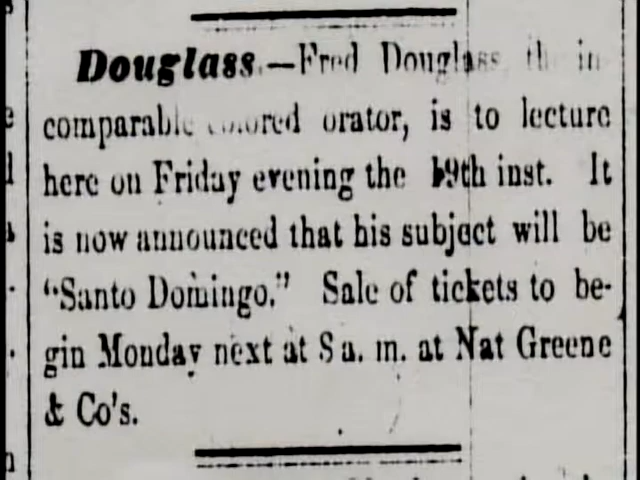 Douglass.—Fred Douglass the in
comparable colored orator, is to lecture
here on Friday evening the 19th inst. It
is now announced that his subject will be
"Santo Domingo." Sale of tickets to be-
gin Monday next at 8 a. m. at Nat Greene
& Co's.